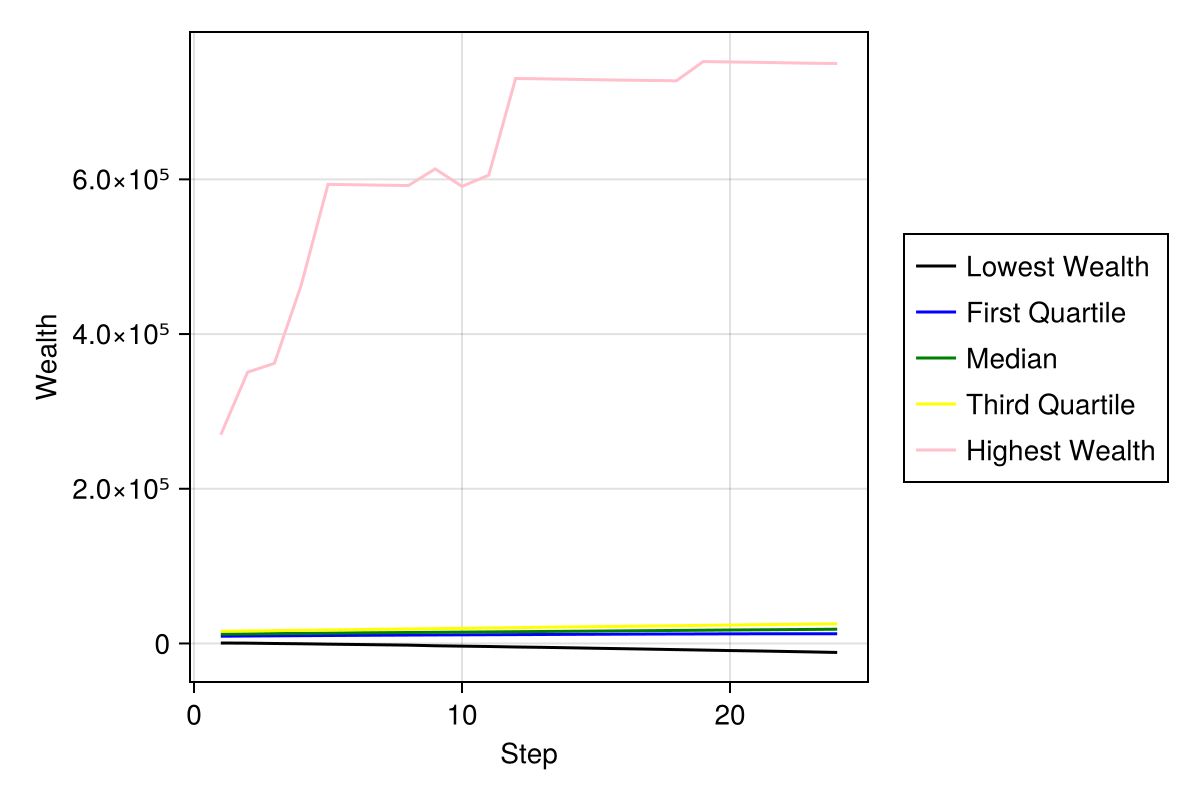 Wealth
6.0×10⁵
4.0×10⁵
2.0×10⁵
0
0 10 20
Step
Lowest Wealth
First Quartile
Median
Third Quartile
Highest Wealth